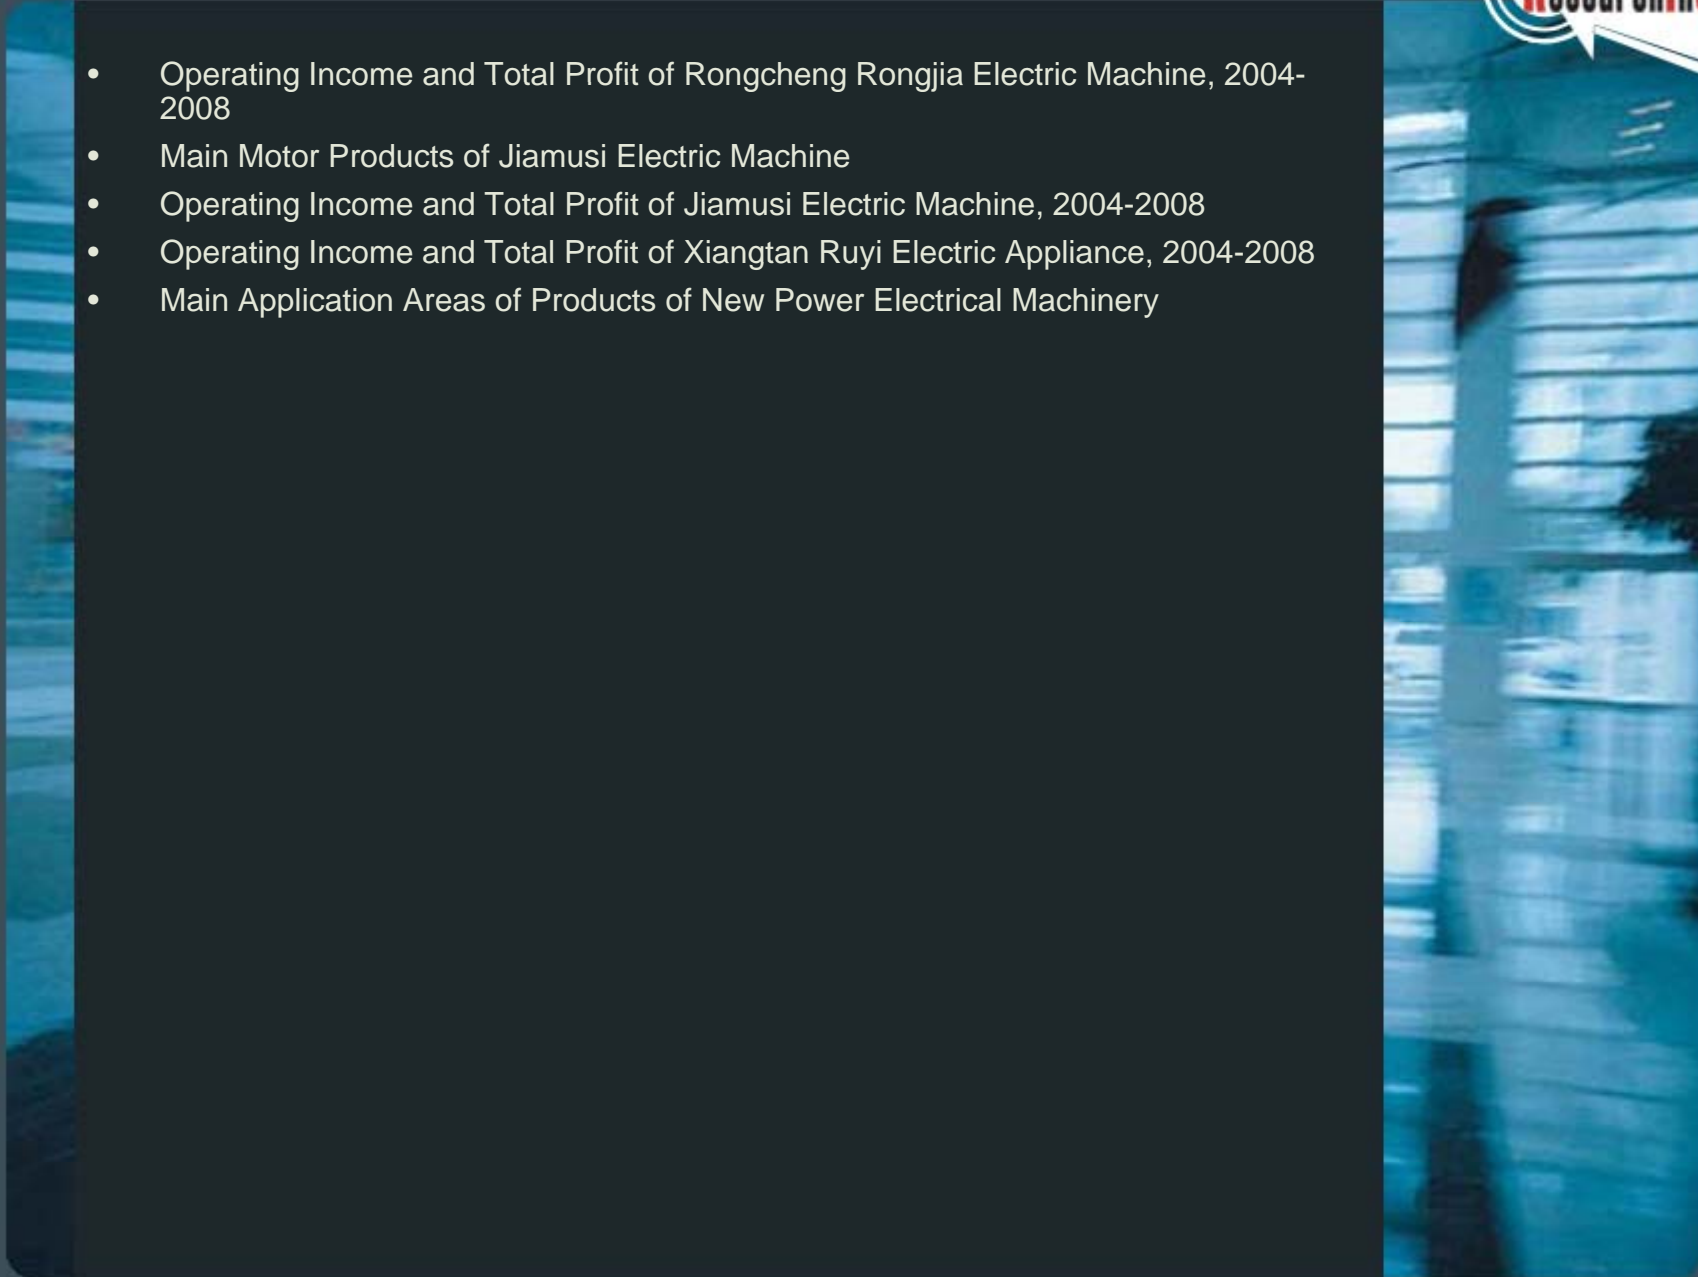 • Operating Income and Total Profit of Rongcheng Rongjia Electric Machine, 2004-
2008
• Main Motor Products of Jiamusi Electric Machine
• Operating Income and Total Profit of Jiamusi Electric Machine, 2004-2008
• Operating Income and Total Profit of Xiangtan Ruyi Electric Appliance, 2004-2008
• Main Application Areas of Products of New Power Electrical Machinery